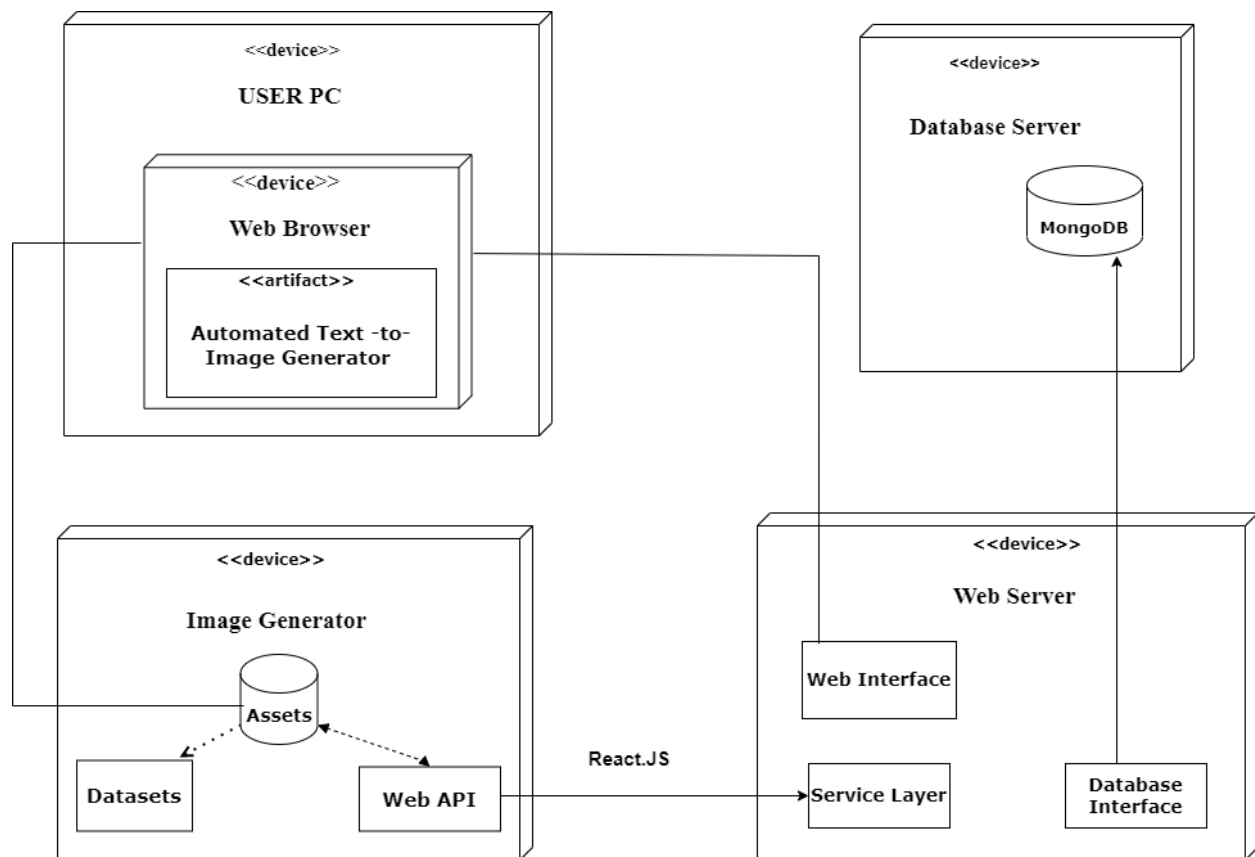 <<device>>
USER PC
<<device>>
Web Browser
<<artifact>>
Automated Text -to-
Image Generator
<<device>>
Database Server
MongoDB
<<device>>
Image Generator
Assets
Datasets
Web API
React.JS
<<device>>
Web Server
Web Interface
Service Layer
Database
Interface